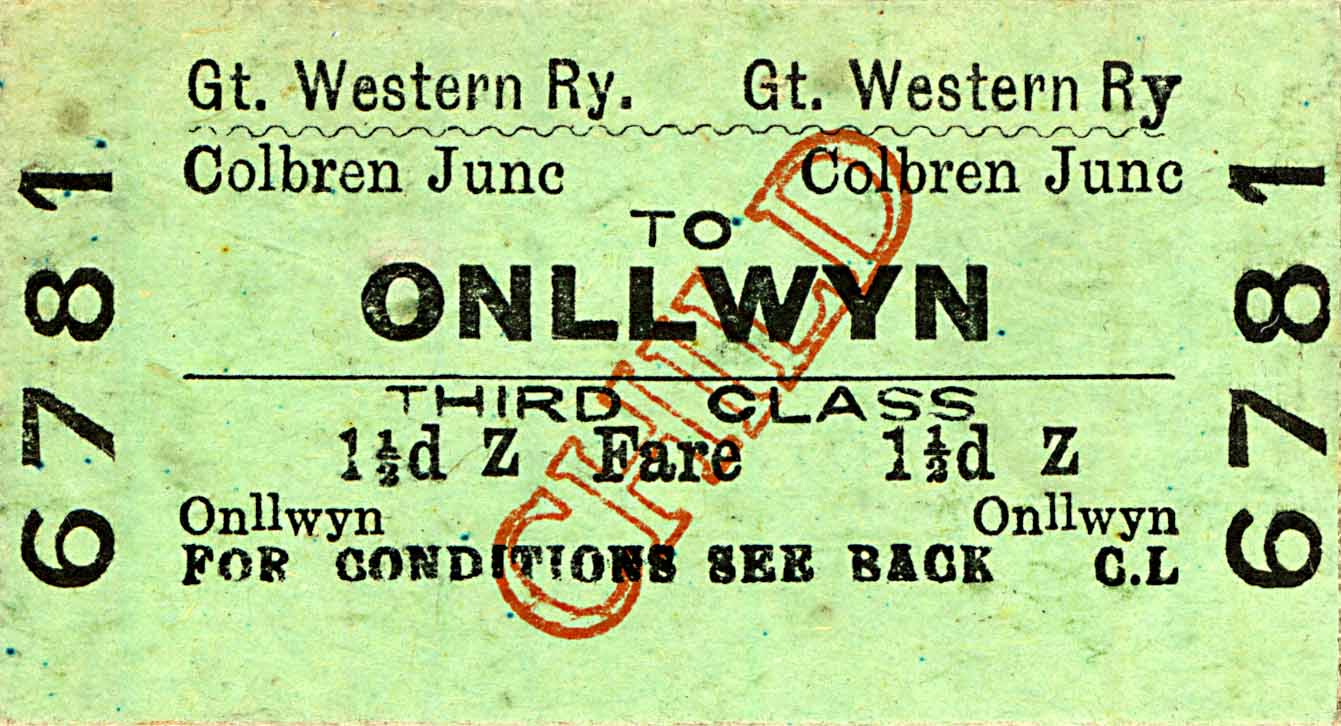 Gt. Western Ry. Gt. Western Ry
Colbren Junc Colbren Junc
TO
ONLLWYN
THIRD CLASS
1½d Z Fare 1½d Z
Onllwyn Onllwyn
FOR CONDITIONS SEE BACK C.L
CHILD
6781
6781